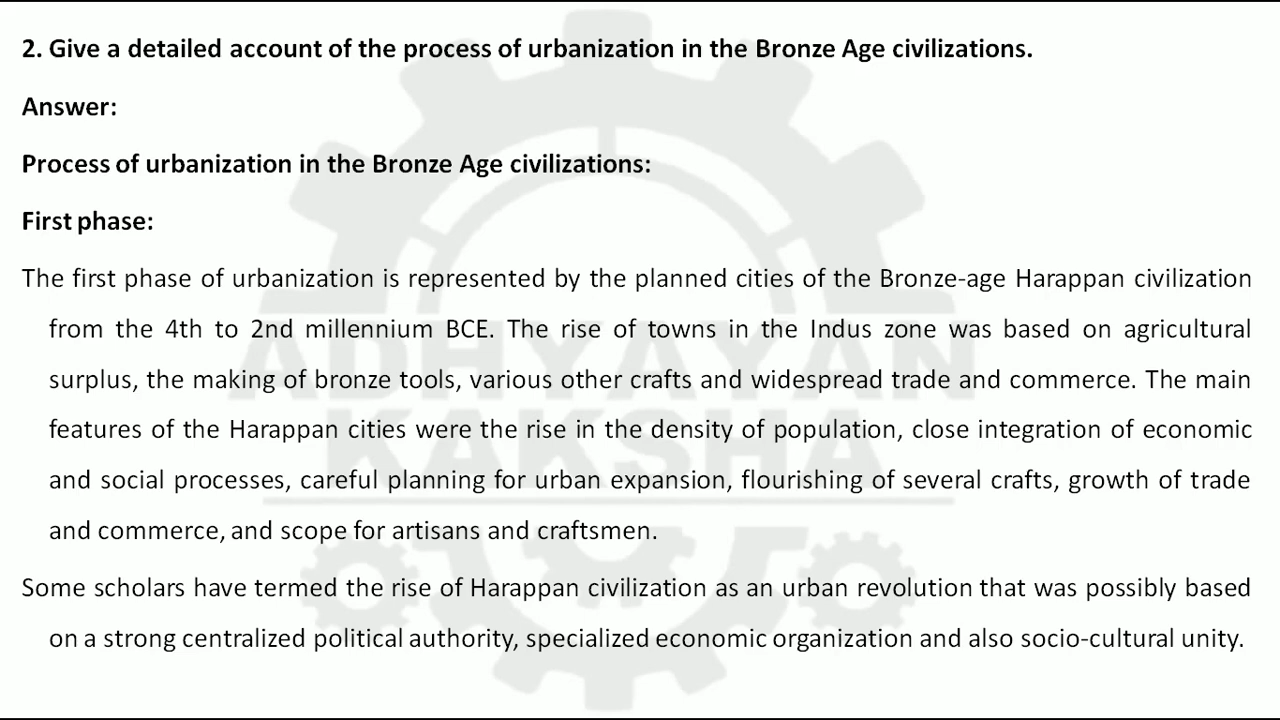 2. Give a detailed account of the process of urbanization in the Bronze Age civilizations.
Answer:
Process of urbanization in the Bronze Age civilizations:
First phase:
The first phase of urbanization is represented by the planned cities of the Bronze-age Harappan civilization
from the 4th to 2nd millennium BCE. The rise of towns in the Indus zone was based on agricultural
surplus, the making of bronze tools, various other crafts and widespread trade and commerce. The main
features of the Harappan cities were the rise in the density of population, close integration of economic
and social processes, careful planning for urban expansion, flourishing of several crafts, growth of trade
and commerce, and scope for artisans and craftsmen.
Some scholars have termed the rise of Harappan civilization as an urban revolution that was possibly based
on a strong centralized political authority, specialized economic organization and also socio-cultural unity.
ADHYAYAN
KAKSHA